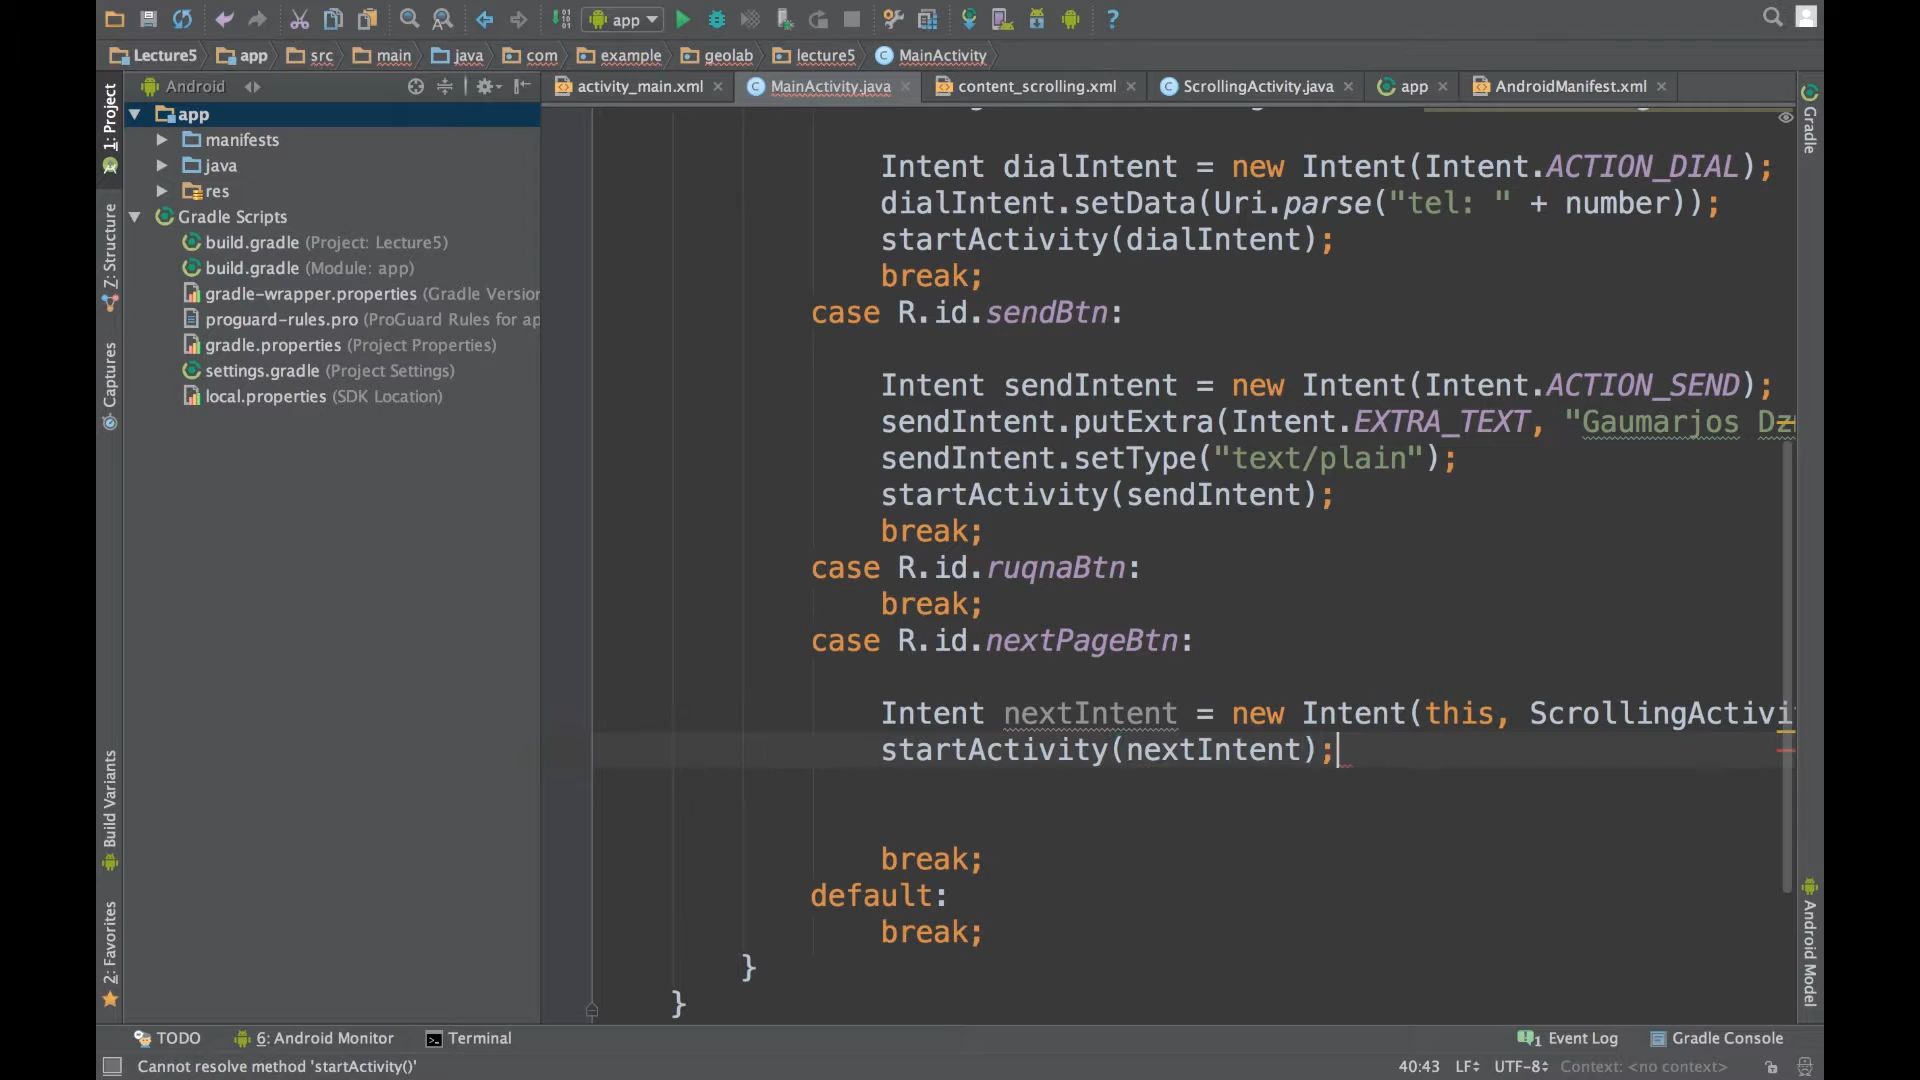 app
?
Lecture5
app
src
main
java
com
example
geolab
lecture5
MainActivity
Android
activity_main.xml
MainActivity.java
content_scrolling.xml
ScrollingActivity.java
app
AndroidManifest.xml
1: Project
Z: Structure
Captures
Build Variants
2: Favorites
app
manifests
java
res
Gradle Scripts
build.gradle (Project: Lecture5)
build.gradle (Module: app)
gradle-wrapper.properties (Gradle Version
proguard-rules.pro (ProGuard Rules for ap
gradle.properties (Project Properties)
settings.gradle (Project Settings)
local.properties (SDK Location)
Intent dialIntent = new Intent(Intent.ACTION_DIAL);
dialIntent.setData(Uri.parse("tel: " + number));
startActivity(dialIntent);
break;
case R.id.sendBtn:
Intent sendIntent = new Intent(Intent.ACTION_SEND);
sendIntent.putExtra(Intent.EXTRA_TEXT, "Gaumarjos Dz
sendIntent.setType("text/plain");
startActivity(sendIntent);
break;
case R.id.ruqnaBtn:
break;
case R.id.nextPageBtn:
Intent nextIntent = new Intent(this, ScrollingActivi
startActivity(nextIntent);
break;
default:
break;
}
}
Gradle
Android Model
TODO
6: Android Monitor
Terminal
1 Event Log
Gradle Console
Cannot resolve method 'startActivity()'
40:43
LF
UTF-8
Context: <no context>